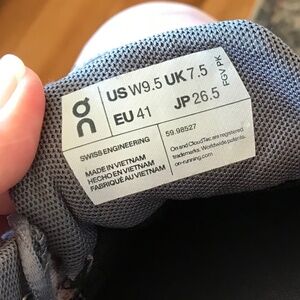 on
US W9.5 UK 7.5
EU 41 JP 26.5
FGV PK
SWISS ENGINEERING
MADE IN VIETNAM
HECHO EN VIETNAM
FABRIQUÉ AU VIETNAM
59.98527
On and CloudTec are registered
trademarks. Worldwide patents.
on-running.com